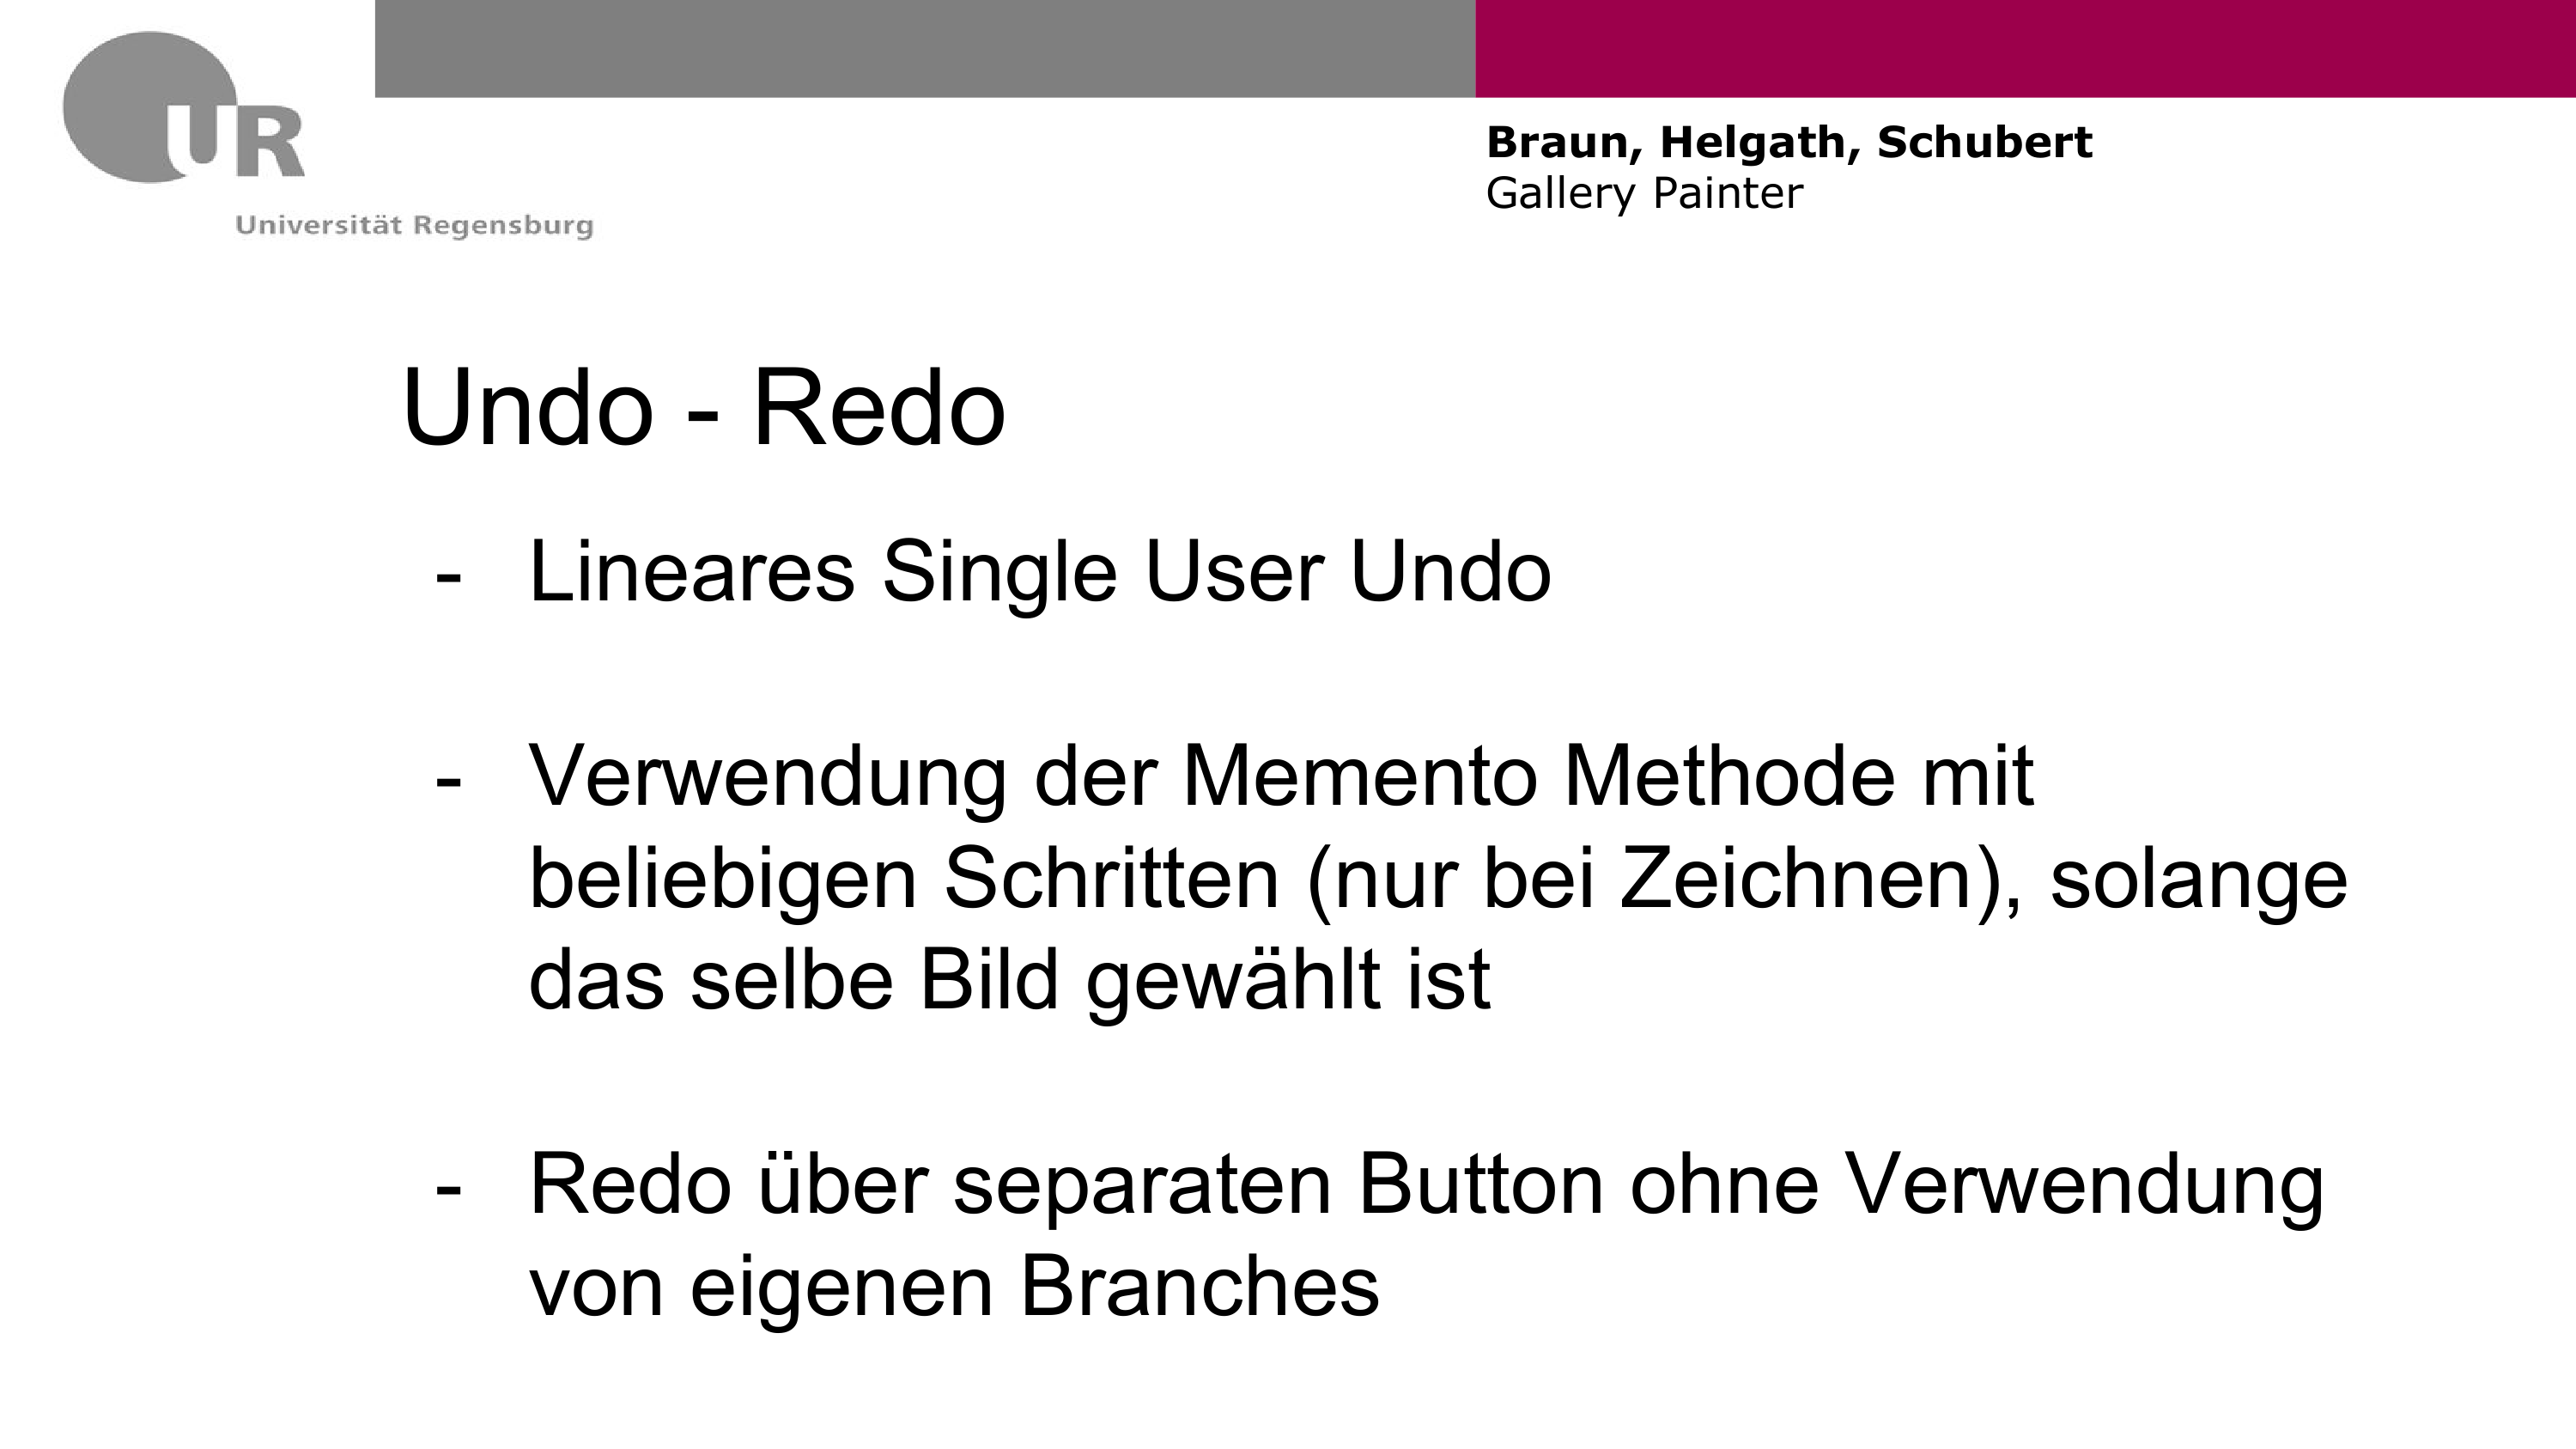 UR
Universität Regensburg
Braun, Helgath, Schubert
Gallery Painter
Undo - Redo
- Lineares Single User Undo
- Verwendung der Memento Methode mit
beliebigen Schritten (nur bei Zeichnen), solange
das selbe Bild gewählt ist
- Redo über separaten Button ohne Verwendung
von eigenen Branches